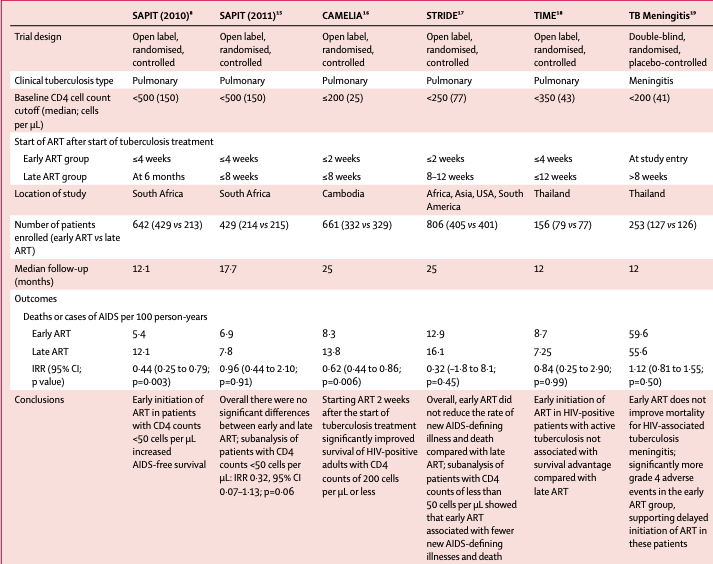 SAPIT (2010)⁸ SAPIT (2011)¹⁵ CAMELIA¹⁶ STRIDE¹⁷ TIME¹⁸ TB Meningitis¹⁹
Trial design Open label, Open label, Open label, Open label, Open label, Double-blind,
randomised, randomised, randomised, randomised, randomised, randomised,
controlled controlled controlled controlled controlled placebo-controlled
Clinical tuberculosis type Pulmonary Pulmonary Pulmonary Pulmonary Pulmonary Meningitis
Baseline CD4 cell count <500 (150) <500 (150) ≤200 (25) <250 (77) <350 (43) <200 (41)
cutoff (median; cells
per µL)
Start of ART after start of tuberculosis treatment
Early ART group ≤4 weeks ≤4 weeks ≤2 weeks ≤2 weeks ≤4 weeks At study entry
Late ART group At 6 months ≤8 weeks ≤8 weeks 8–12 weeks ≤12 weeks >8 weeks
Location of study South Africa South Africa Cambodia Africa, Asia, USA, South Thailand Thailand
America
Number of patients 642 (429 vs 213) 429 (214 vs 215) 661 (332 vs 329) 806 (405 vs 401) 156 (79 vs 77) 253 (127 vs 126)
enrolled (early ART vs late
ART)
Median follow-up 12·1 17·7 25 25 12 12
(months)
Outcomes
Deaths or cases of AIDS per 100 person-years
Early ART 5·4 6·9 8·3 12·9 8·7 59·6
Late ART 12·1 7·8 13·8 16·1 7·25 55·6
IRR (95% CI; 0·44 (0·25 to 0·79; 0·96 (0·44 to 2·10; 0·62 (0·44 to 0·86; 0·32 (–1·8 to 8·1; 0·84 (0·25 to 2·90; 1·12 (0·81 to 1·55;
p value) p=0·003) p=0·91) p=0·006) p=0·45) p=0·99) p=0·50)
Conclusions Early initiation of Overall there were no Starting ART 2 weeks Overall, early ART did Early initiation of Early ART does not
ART in patients significant differences after the start of not reduce the rate of ART in HIV-positive improve mortality
with CD4 counts between early and late tuberculosis treatment new AIDS-defining patients with active for HIV-associated
<50 cells per µL ART; subanalysis of significantly improved illness and death tuberculosis not tuberculosis
increased patients with CD4 survival of HIV-positive compared with late associated with meningitis;
AIDS-free survival counts <50 cells per adults with CD4 ART; subanalysis of survival advantage significantly more
µL: IRR 0·32, 95% CI counts of 200 cells patients with CD4 compared with grade 4 adverse
0·07–1·13; p=0·06 per µL or less counts of less than late ART events in the early
50 cells per µL showed ART group,
that early ART supporting delayed
associated with fewer initiation of ART in
new AIDS-defining these patients
illnesses and death